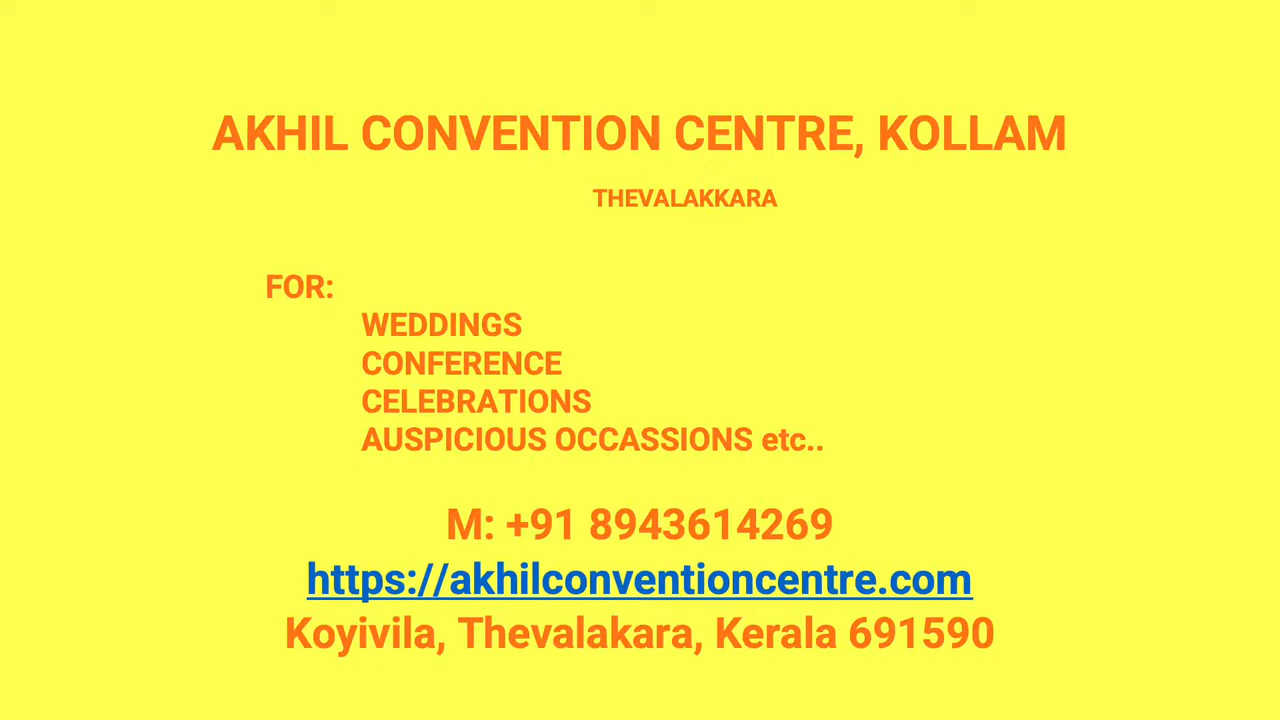 AKHIL CONVENTION CENTRE, KOLLAM
THEVALAKKARA
FOR:
WEDDINGS
CONFERENCE
CELEBRATIONS
AUSPICIOUS OCCASSIONS etc..
M: +91 8943614269
https://akhilconventioncentre.com
Koyivila, Thevalakara, Kerala 691590